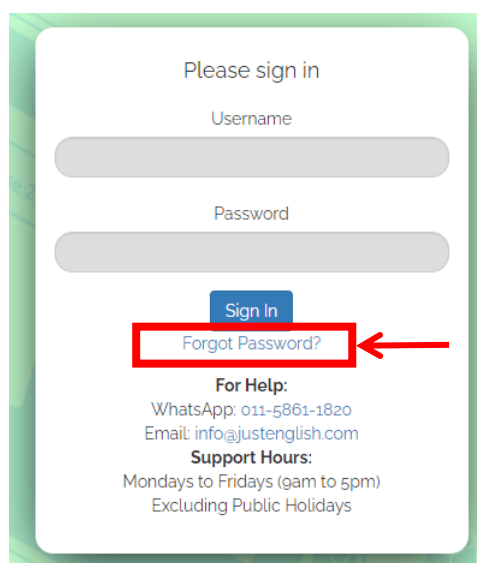 Please sign in
Username
Password
Sign In
Forgot Password?
For Help:
WhatsApp: 011-5861-1820
Email: info@justenglish.com
Support Hours:
Mondays to Fridays (9am to 5pm)
Excluding Public Holidays